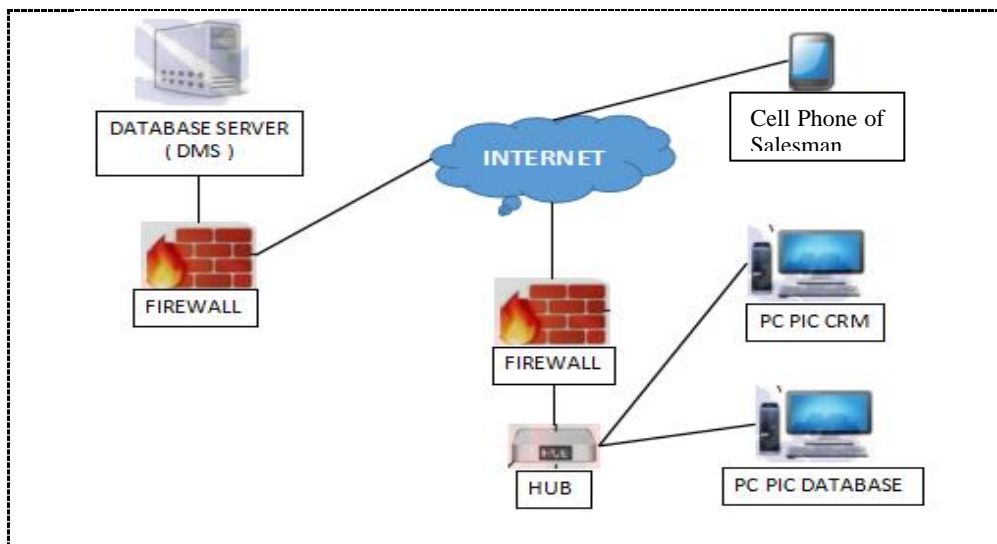 DATABASE SERVER
( DMS )
INTERNET
Cell Phone of
Salesman
FIREWALL
FIREWALL
PC PIC CRM
HUB
HUB
PC PIC DATABASE